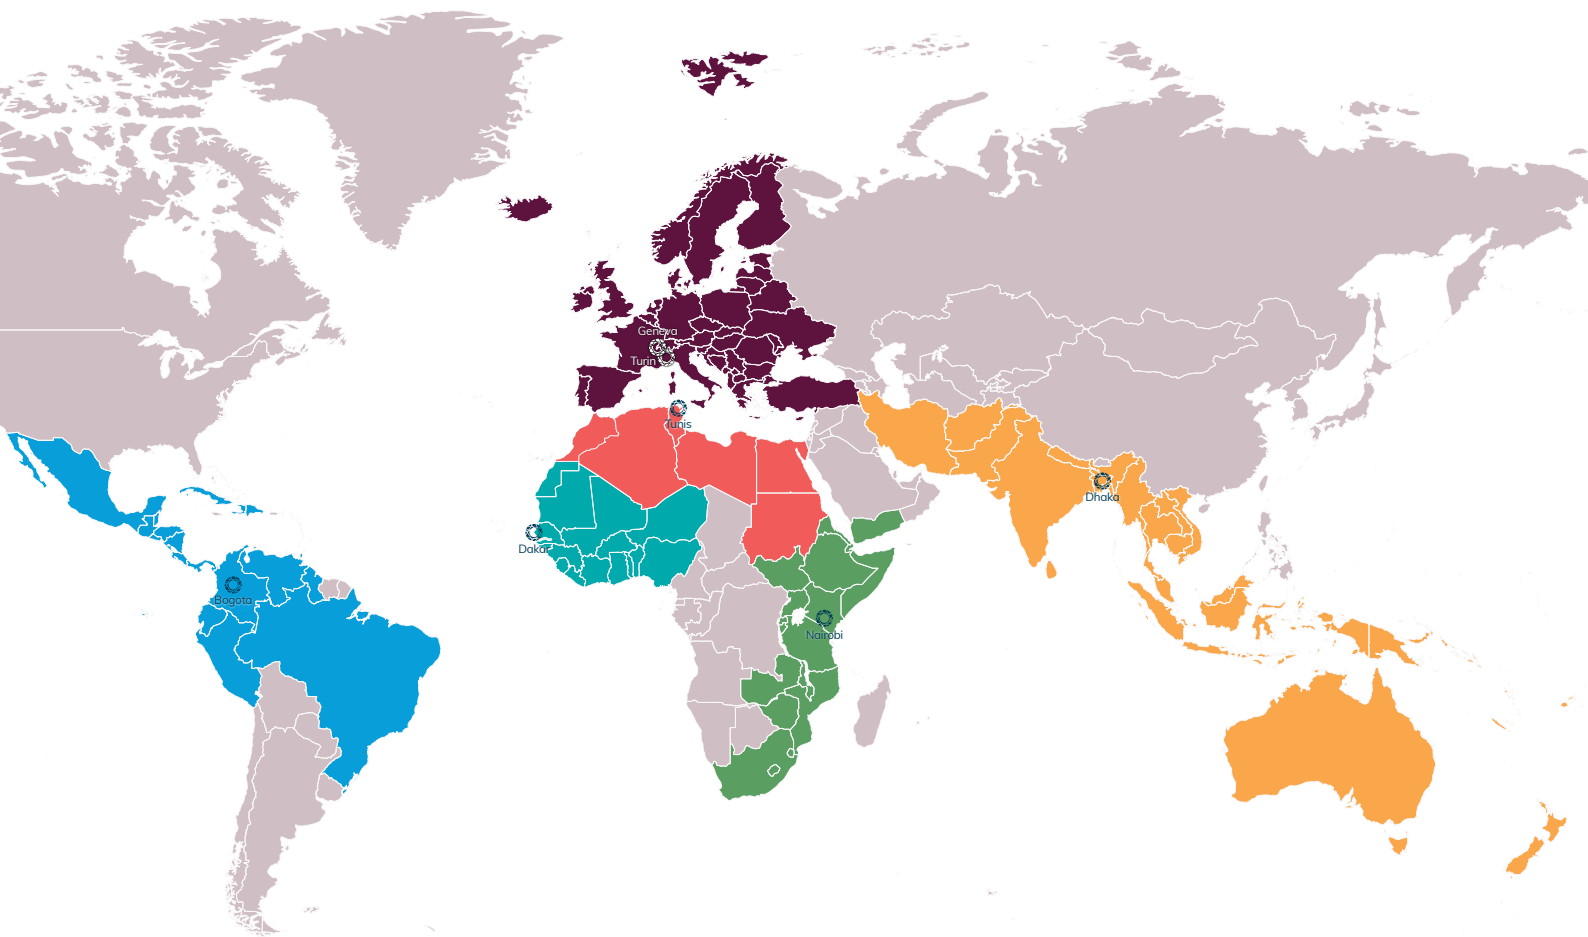 Geneva
Turin
Tunis
Dhaka
Dakar
Bogota
Nairobi